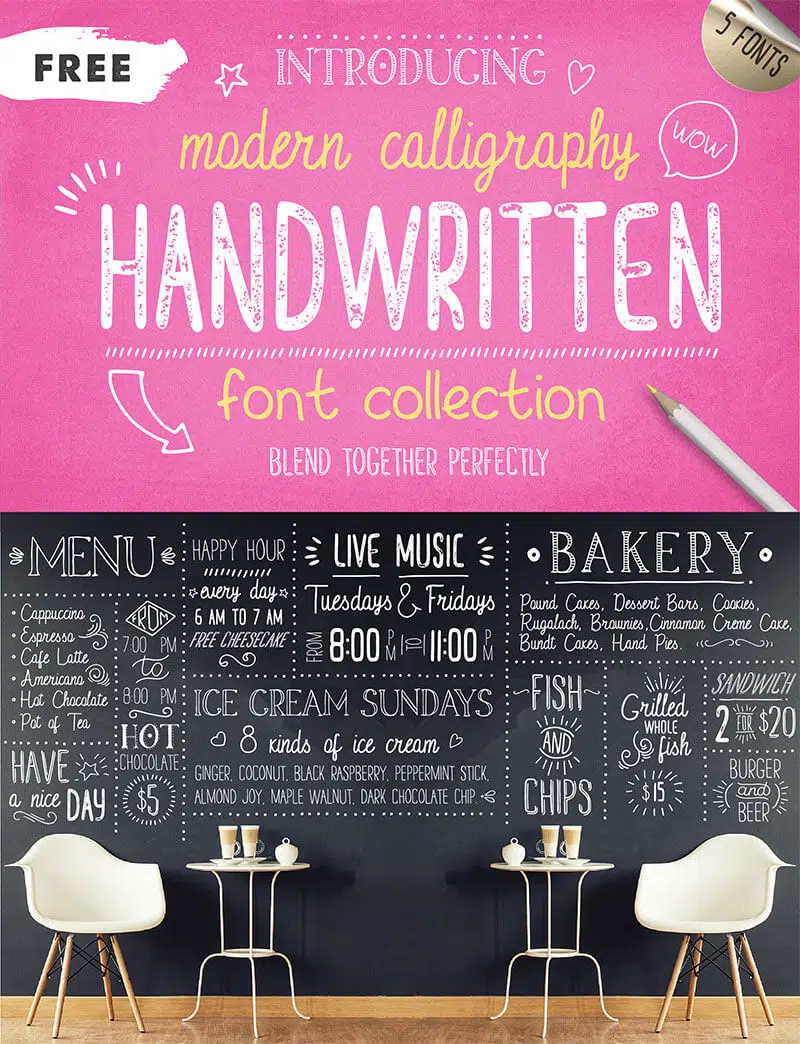 FREE
5 FONTS
INTRODUCING
modern calligraphy
WOW
HANDWRITTEN
font collection
BLEND TOGETHER PERFECTLY
MENU
• Cappuccino
• Espresso
• Cafe Latte
• Americano
• Hot Chocolate
• Pot of Tea
HAVE
a nice DAY
FROM
7:00 PM
to
8:00 PM
HOT
CHOCOLATE
$5
HAPPY HOUR
every day
6 AM TO 7 AM
FREE CHEESECAKE
LIVE MUSIC
Tuesdays & Fridays
FROM 8:00 PM TO 11:00 PM
ICE CREAM SUNDAYS
8 kinds of ice cream
GINGER, COCONUT, BLACK RASPBERRY, PEPPERMINT STICK,
ALMOND JOY, MAPLE WALNUT, DARK CHOCOLATE CHIP.
BAKERY
Pound Cakes, Dessert Bars, Cookies,
Rugalach, Brownies, Cinnamon Creme Cake,
Bundt Cakes, Hand Pies.
FISH
AND
CHIPS
Grilled
WHOLE
fish
$15
SANDWICH
2 FOR $20
BURGER
and
BEER